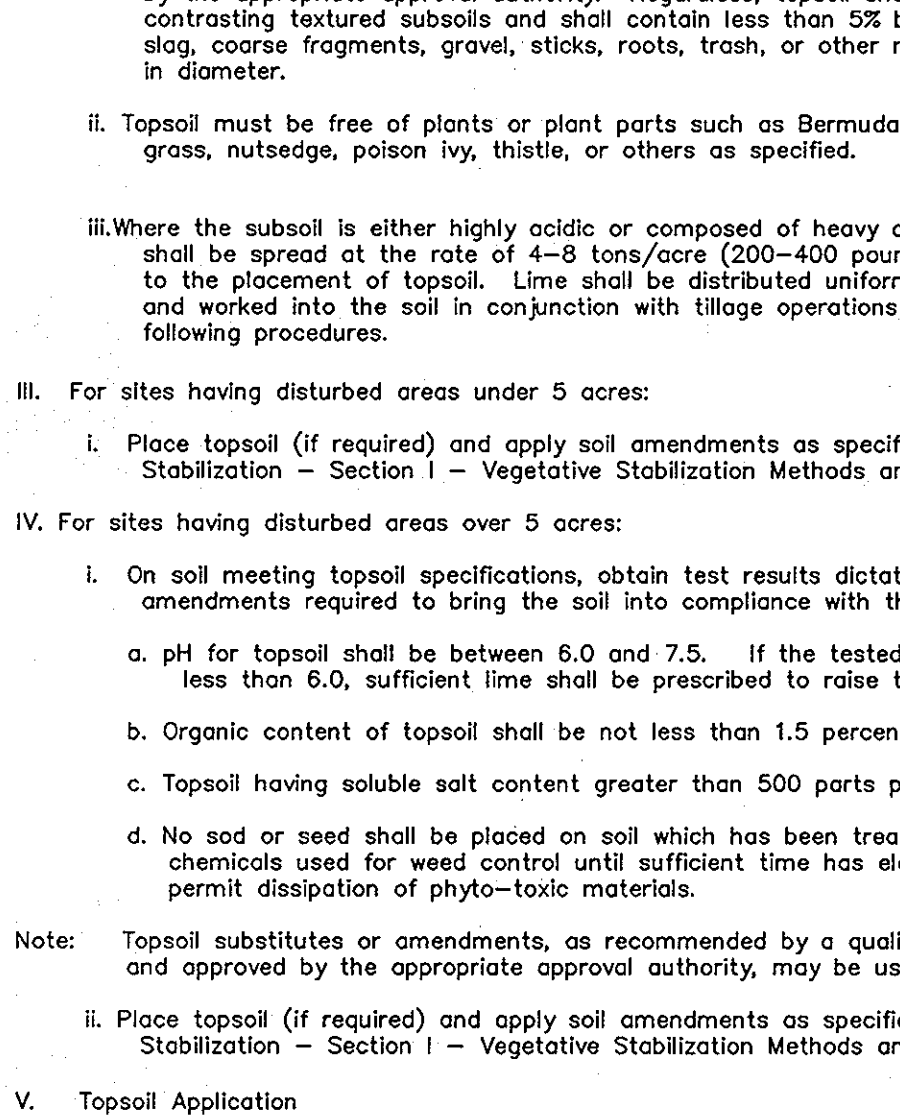 contrasting textured subsoils and shall contain less than 5% b
slag, coarse fragments, gravel, sticks, roots, trash, or other
in diameter.
ii. Topsoil must be free of plants or plant parts such as Bermuda
grass, nutsedge, poison ivy, thistle, or others as specified.
iii.Where the subsoil is either highly acidic or composed of heavy c
shall be spread at the rate of 4-8 tons/acre (200-400 pour
to the placement of topsoil. Lime shall be distributed uniforr
and worked into the soil in conjunction with tillage operations
following procedures.
III. For sites having disturbed areas under 5 acres:
i. Place topsoil (if required) and apply soil amendments as specif
Stabilization - Section I - Vegetative Stabilization Methods ar
IV. For sites having disturbed areas over 5 acres:
i. On soil meeting topsoil specifications, obtain test results dictat
amendments required to bring the soil into compliance with th
a. pH for topsoil shall be between 6.0 and 7.5. If the tested
less than 6.0, sufficient lime shall be prescribed to raise t
b. Organic content of topsoil shall be not less than 1.5 percen
c. Topsoil having soluble salt content greater than 500 parts p
d. No sod or seed shall be placed on soil which has been trea
chemicals used for weed control until sufficient time has ele
permit dissipation of phyto-toxic materials.
Note: Topsoil substitutes or amendments, as recommended by a quali
and approved by the appropriate approval authority, may be us
ii. Place topsoil (if required) and apply soil amendments as specifie
Stabilization - Section I - Vegetative Stabilization Methods ar
V. Topsoil Application